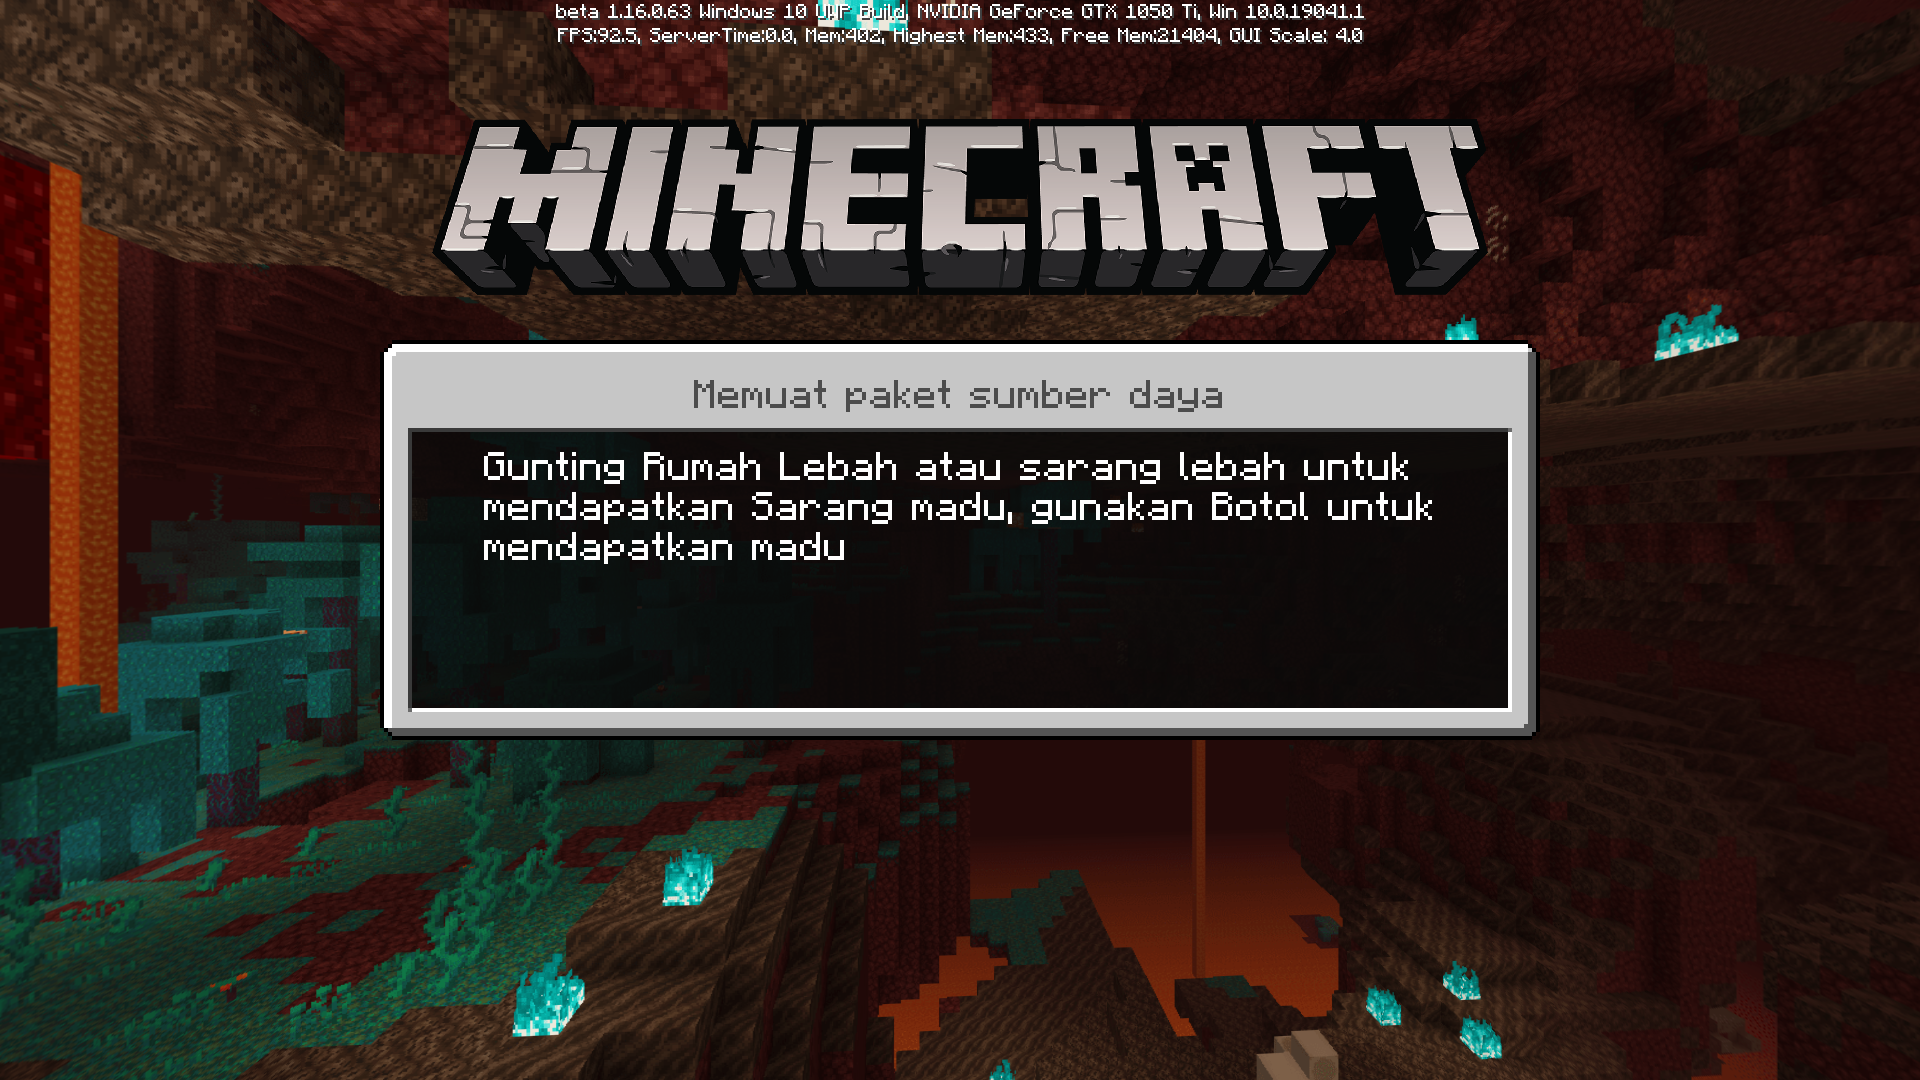 beta 1.16.0.63 Windows 10 UWP Build, NVIDIA GeForce GTX 1050 Ti, Win 10.0.19041.1
FPS:92.5, ServerTime:0.0, Mem:402, Highest Mem:433, Free Mem:21404, GUI Scale: 4.0
MINECRAFT
Memuat paket sumber daya
Gunting Rumah Lebah atau sarang lebah untuk
mendapatkan Sarang madu, gunakan Botol untuk
mendapatkan madu